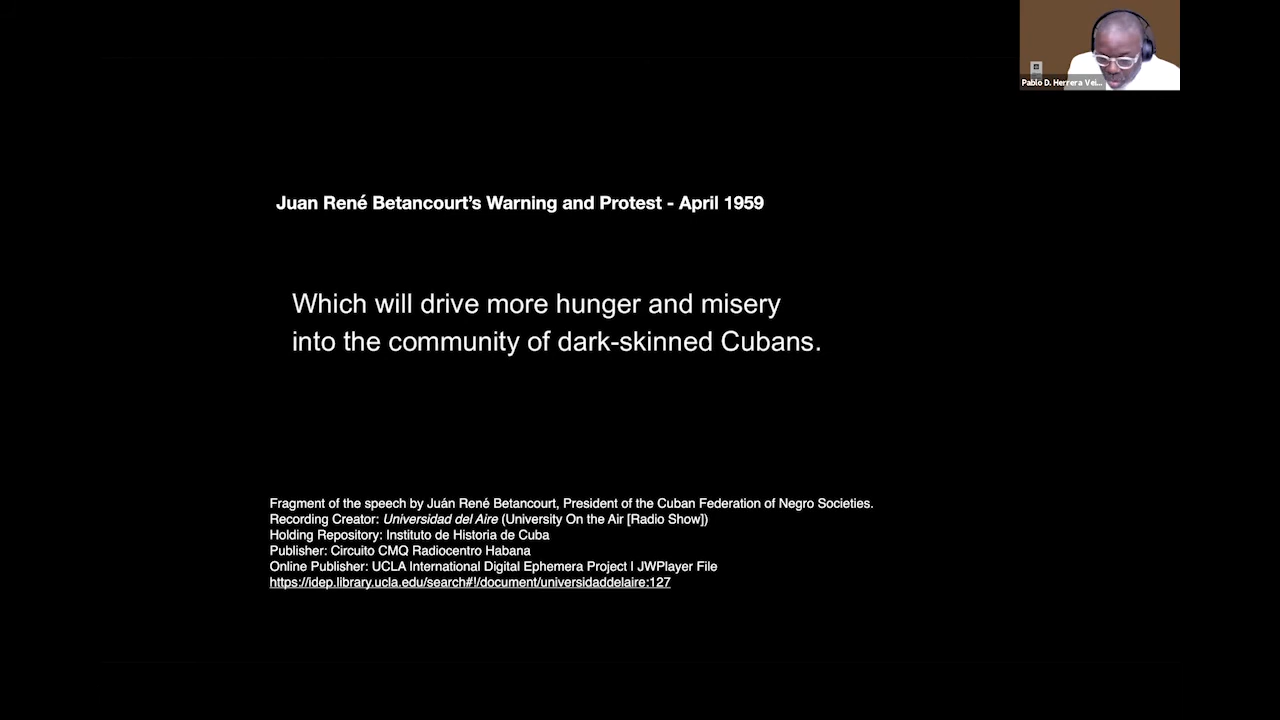 Pablo D. Herrera Vei...
Juan René Betancourt’s Warning and Protest - April 1959
Which will drive more hunger and misery
into the community of dark-skinned Cubans.
Fragment of the speech by Juán René Betancourt, President of the Cuban Federation of Negro Societies.
Recording Creator: Universidad del Aire (University On the Air [Radio Show])
Holding Repository: Instituto de Historia de Cuba
Publisher: Circuito CMQ Radiocentro Habana
Online Publisher: UCLA International Digital Ephemera Project I JWPlayer File
https://idep.library.ucla.edu/search#!/document/universidaddelaire:127